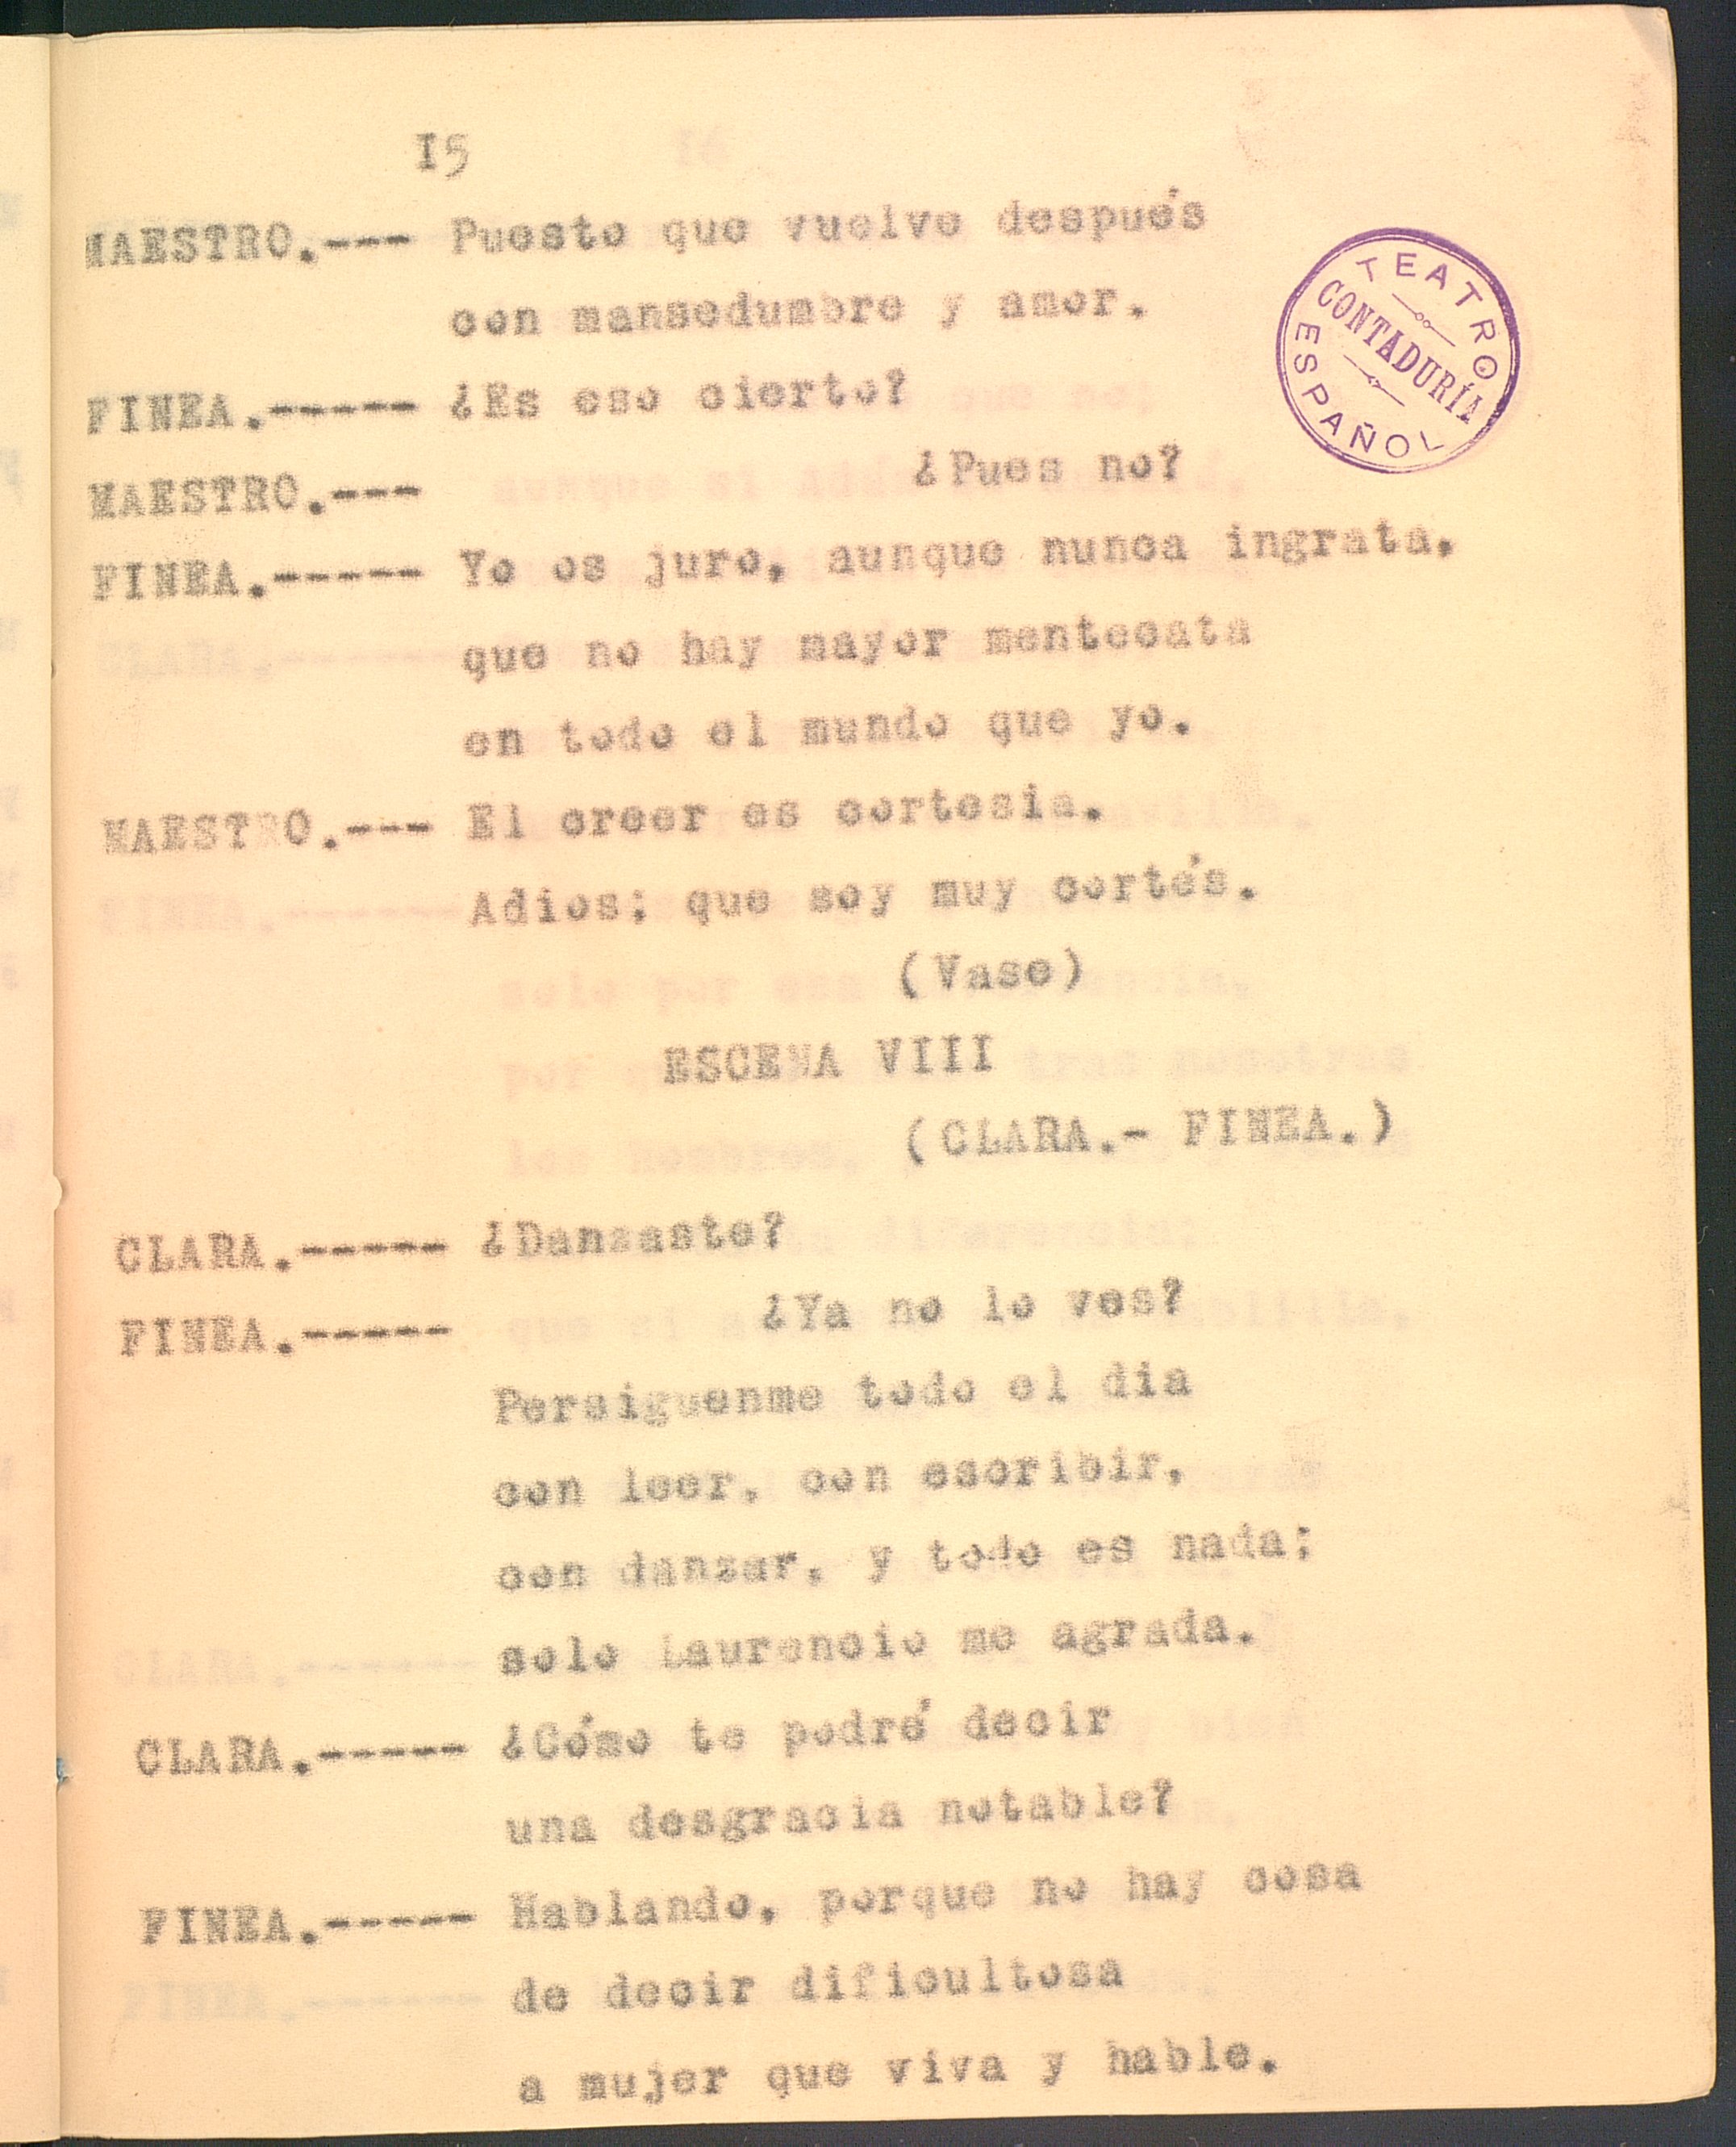 15
MAESTRO.--- Puesto que vuelve después
con mansedumbre y amor.
FINEA.----- ¿Es eso cierto?
MAESTRO.--- ¿Pues no?
FINEA.----- Yo os juro, aunque nunca ingrata,
que no hay mayor mentecata
en todo el mundo que yo.
MAESTRO.--- El creer es cortesia.
Adios; que soy muy cortés.
(Vase)
ESCENA VIII
(CLARA.- FINEA.)
CLARA.----- ¿Danzaste?
FINEA.----- ¿Ya no lo ves?
Persiguenme todo el dia
con leer, con escribir,
con danzar, y todo es nada;
solo Laurencio me agrada.
CLARA.----- ¿Cómo te podré decir
una desgracia notable?
FINEA.----- Hablando, porque no hay cosa
de decir dificultosa
a mujer que viva y hable.
TEATRO ESPAÑOL
CONTADURÍA